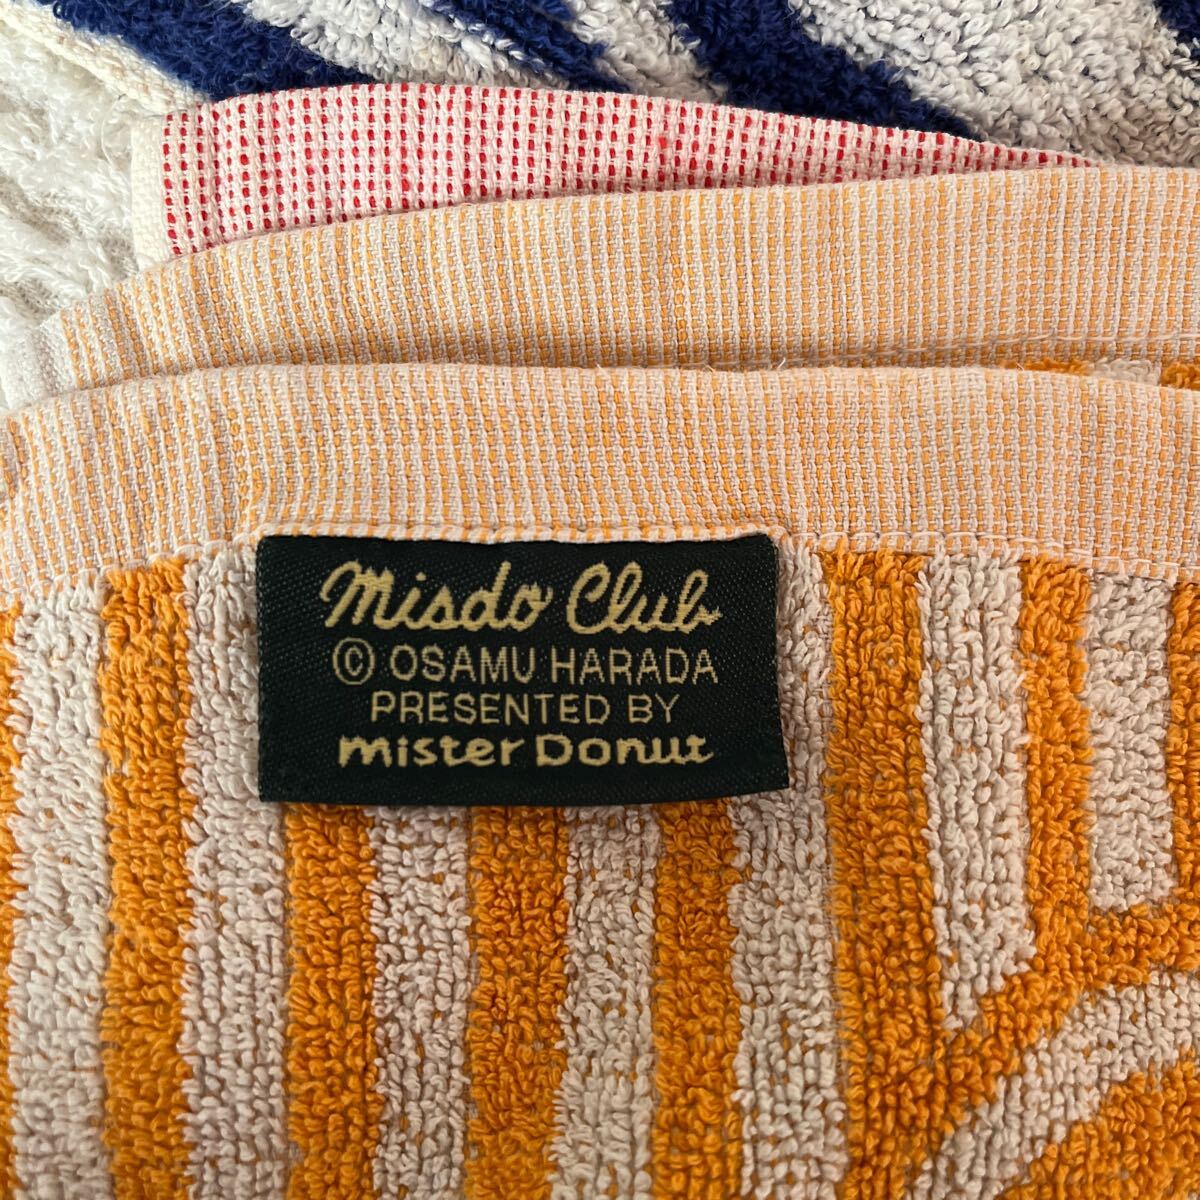 Misdo Club
© OSAMU HARADA
PRESENTED BY
mister Donut